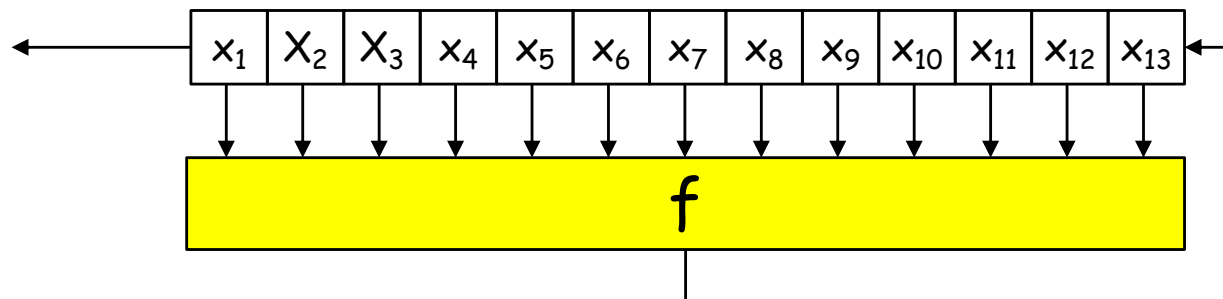 x₁ X₂ X₃ x₄ x₅ x₆ x₇ x₈ x₉ x₁₀ x₁₁ x₁₂ x₁₃
f